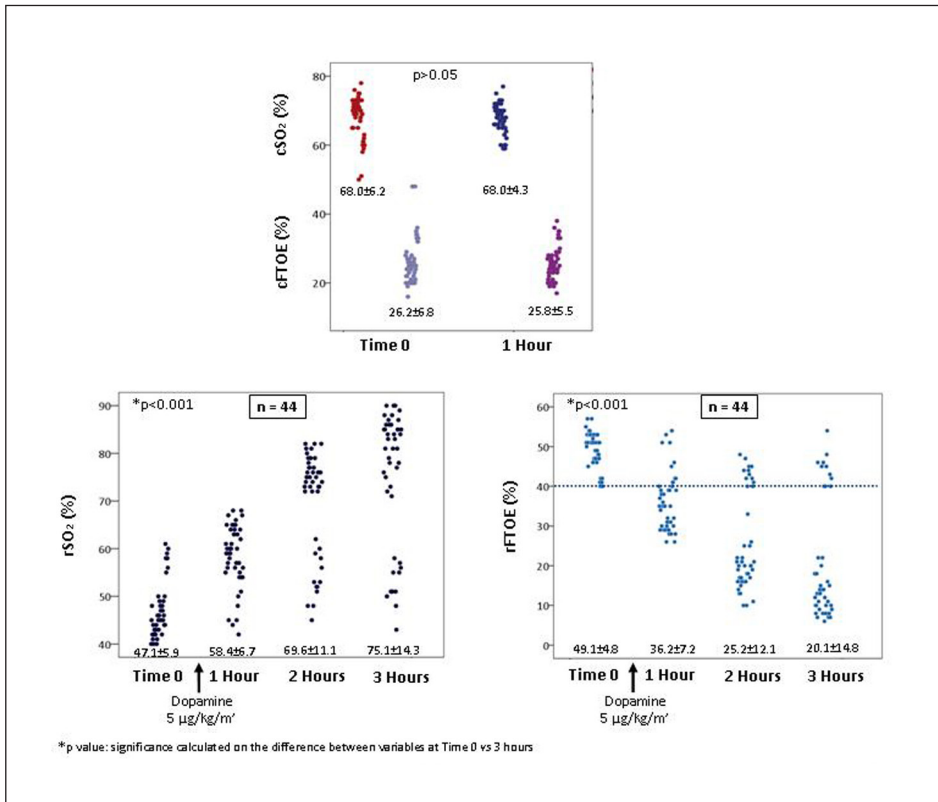 p>0.05
cSO₂ (%)
cFTOE (%)
80
60
40
20
68.0±6.2
68.0±4.3
26.2±6.8
25.8±5.5
Time 0 1 Hour
*p<0.001
n = 44
rSO₂ (%)
90
80
70
60
50
40
47.1±5.9 58.4±6.7 69.6±11.1 75.1±14.3
Time 0 1 Hour 2 Hours 3 Hours
Dopamine
5 µg/kg/m'
*p<0.001
n = 44
rFTOE (%)
60
50
40
30
20
10
0
49.1±4.8 36.2±7.2 25.2±12.1 20.1±14.8
Time 0 1 Hour 2 Hours 3 Hours
Dopamine
5 µg/kg/m'
*p value: significance calculated on the difference between variables at Time 0 vs 3 hours